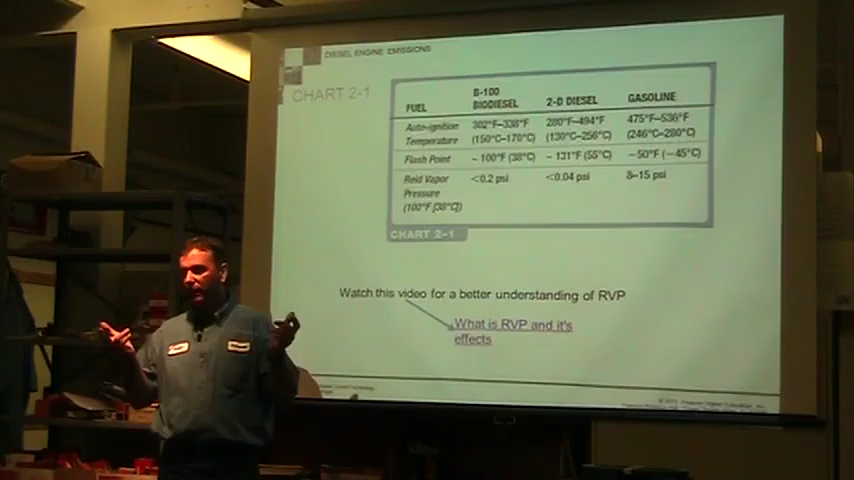 DIESEL ENGINE EMISSIONS
CHART 2-1
FUEL B-100 BIODIESEL 2-D DIESEL GASOLINE
Auto-ignition 302°F–338°F 280°F–494°F 475°F–536°F
Temperature (150°C–170°C) (130°C–256°C) (246°C–280°C)
Flash Point ~ 100°F (38°C) ~ 131°F (55°C) ~50°F (−45°C)
Reid Vapor <0.2 psi <0.04 psi 8–15 psi
Pressure
(100°F [38°C])
CHART 2–1
Watch this video for a better understanding of RVP
What is RVP and it's
effects